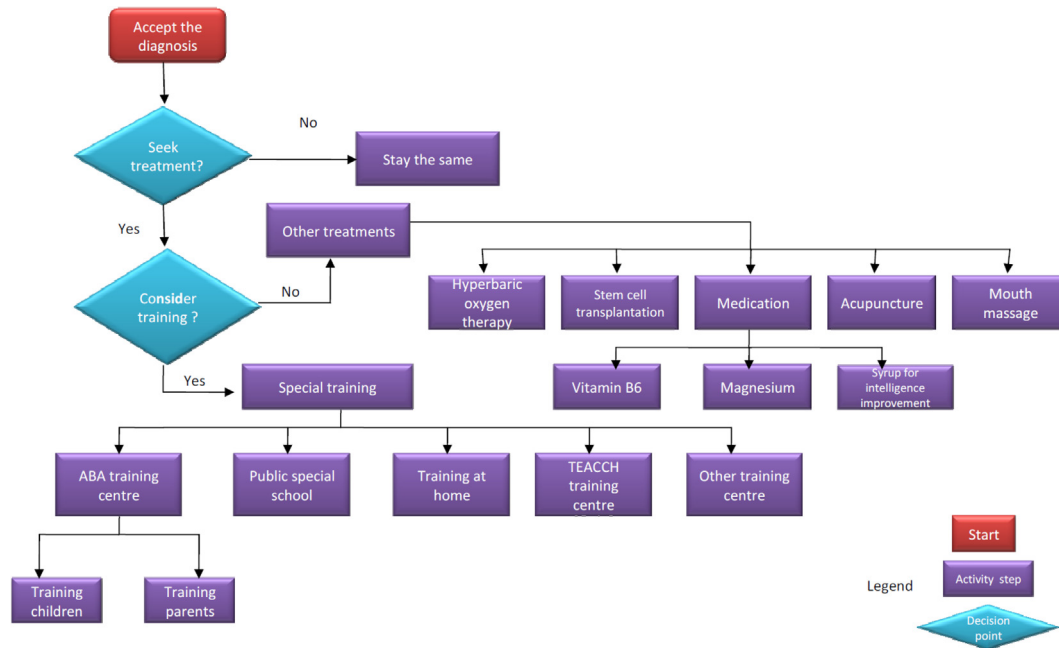 Accept the
diagnosis
No
Seek
treatment?
Stay the same
Yes
Other treatments
Consider
training ?
No
Hyperbaric
oxygen
therapy
Stem cell
transplantation
Medication
Acupuncture
Mouth
massage
Yes
Special training
Vitamin B6
Magnesium
Syrup for
intelligence
improvement
ABA training
centre
Public special
school
Training at
home
TEACCH
training
centre
Other training
centre
Training
children
Training
parents
Legend
Start
Activity step
Decision
point